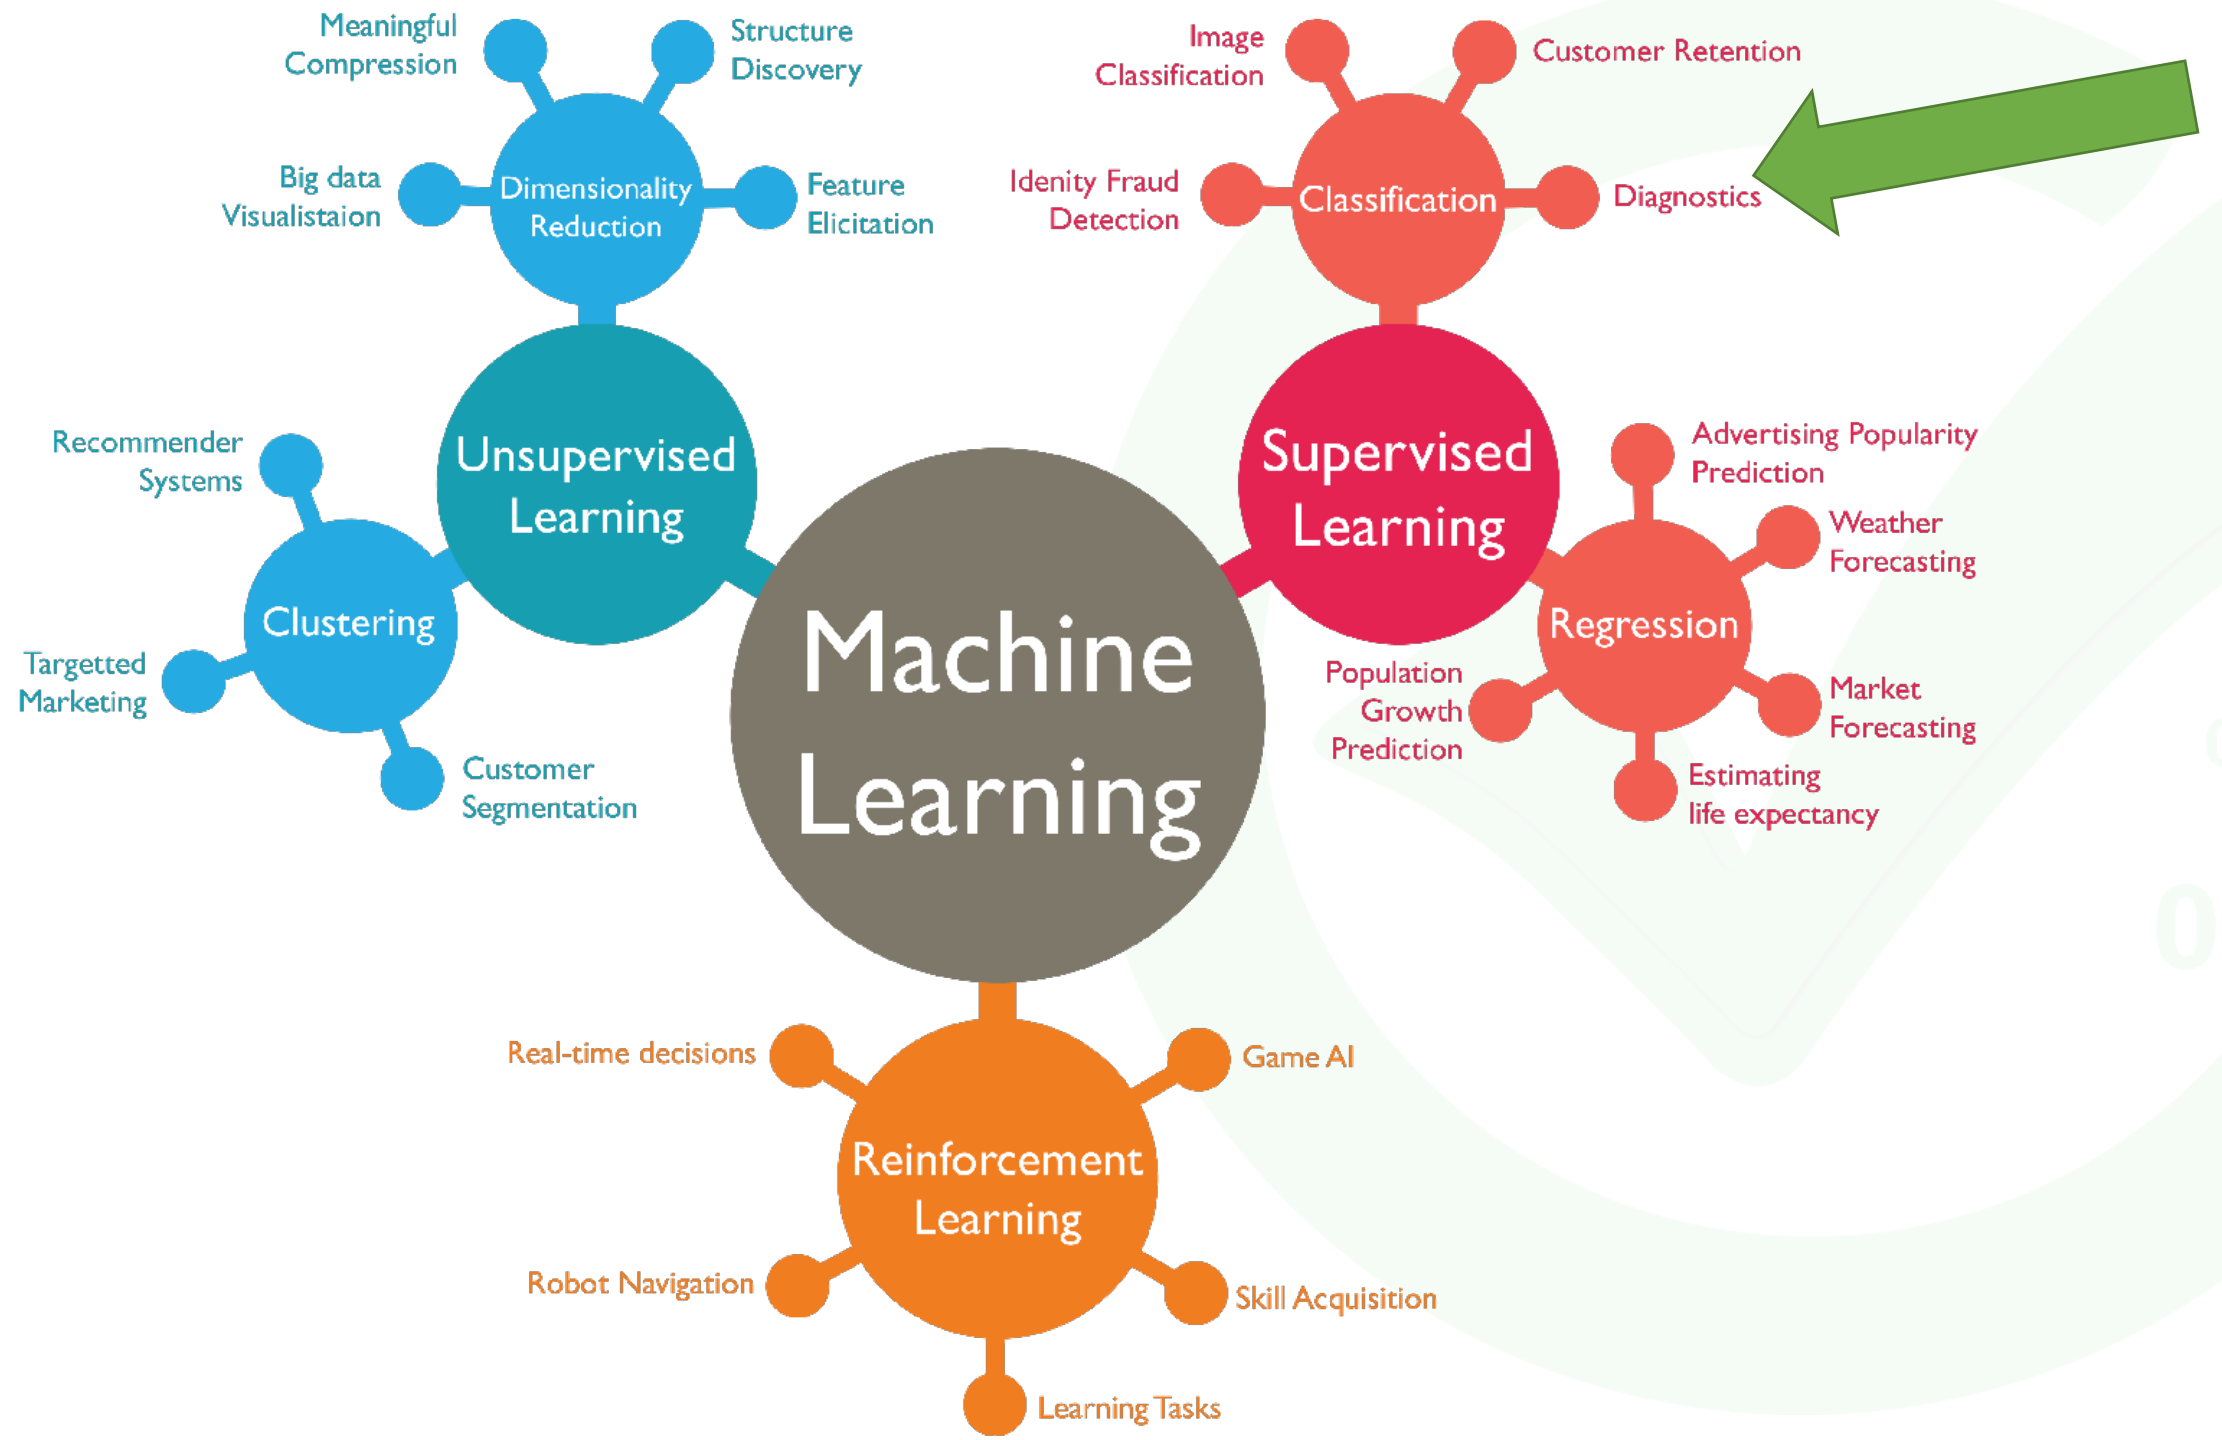 Meaningful
Compression
Structure
Discovery
Big data
Visualistaion
Dimensionality
Reduction
Feature
Elicitation
Image
Classification
Customer Retention
Idenity Fraud
Detection
Classification
Diagnostics
Unsupervised
Learning
Recommender
Systems
Clustering
Targetted
Marketing
Customer
Segmentation
Supervised
Learning
Advertising Popularity
Prediction
Weather
Forecasting
Regression
Population
Growth
Prediction
Market
Forecasting
Estimating
life expectancy
Machine
Learning
Real-time decisions
Game AI
Reinforcement
Learning
Robot Navigation
Skill Acquisition
Learning Tasks
0